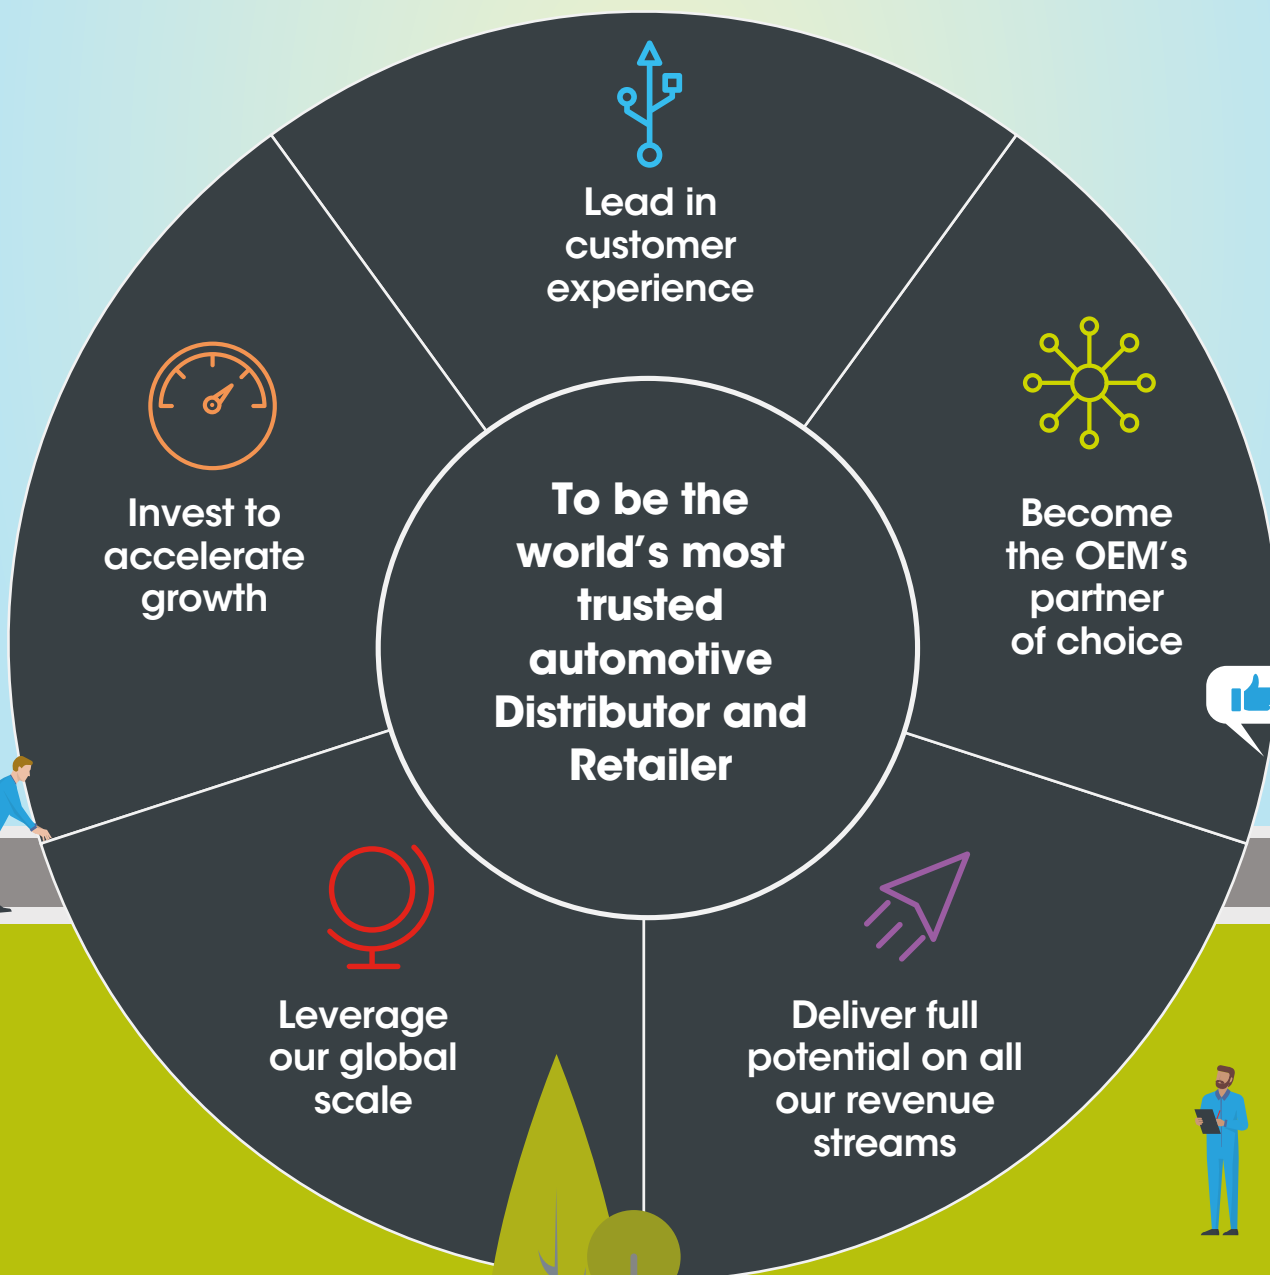 Lead in
customer
experience
Become
the OEM's
partner
of choice
Deliver full
potential on all
our revenue
streams
Leverage
our global
scale
Invest to
accelerate
growth
To be the
world's most
trusted
automotive
Distributor and
Retailer